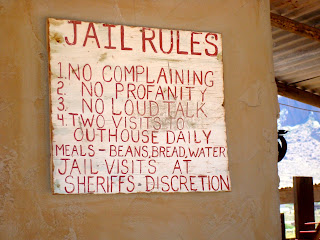 JAIL RULES
1. NO COMPLAINING
2. NO PROFANITY
3. NO LOUD TALK
4. TWO VISITS TO
OUTHOUSE DAILY
MEALS - BEANS, BREAD, WATER
JAIL VISITS AT
SHERIFFS - DISCRETION